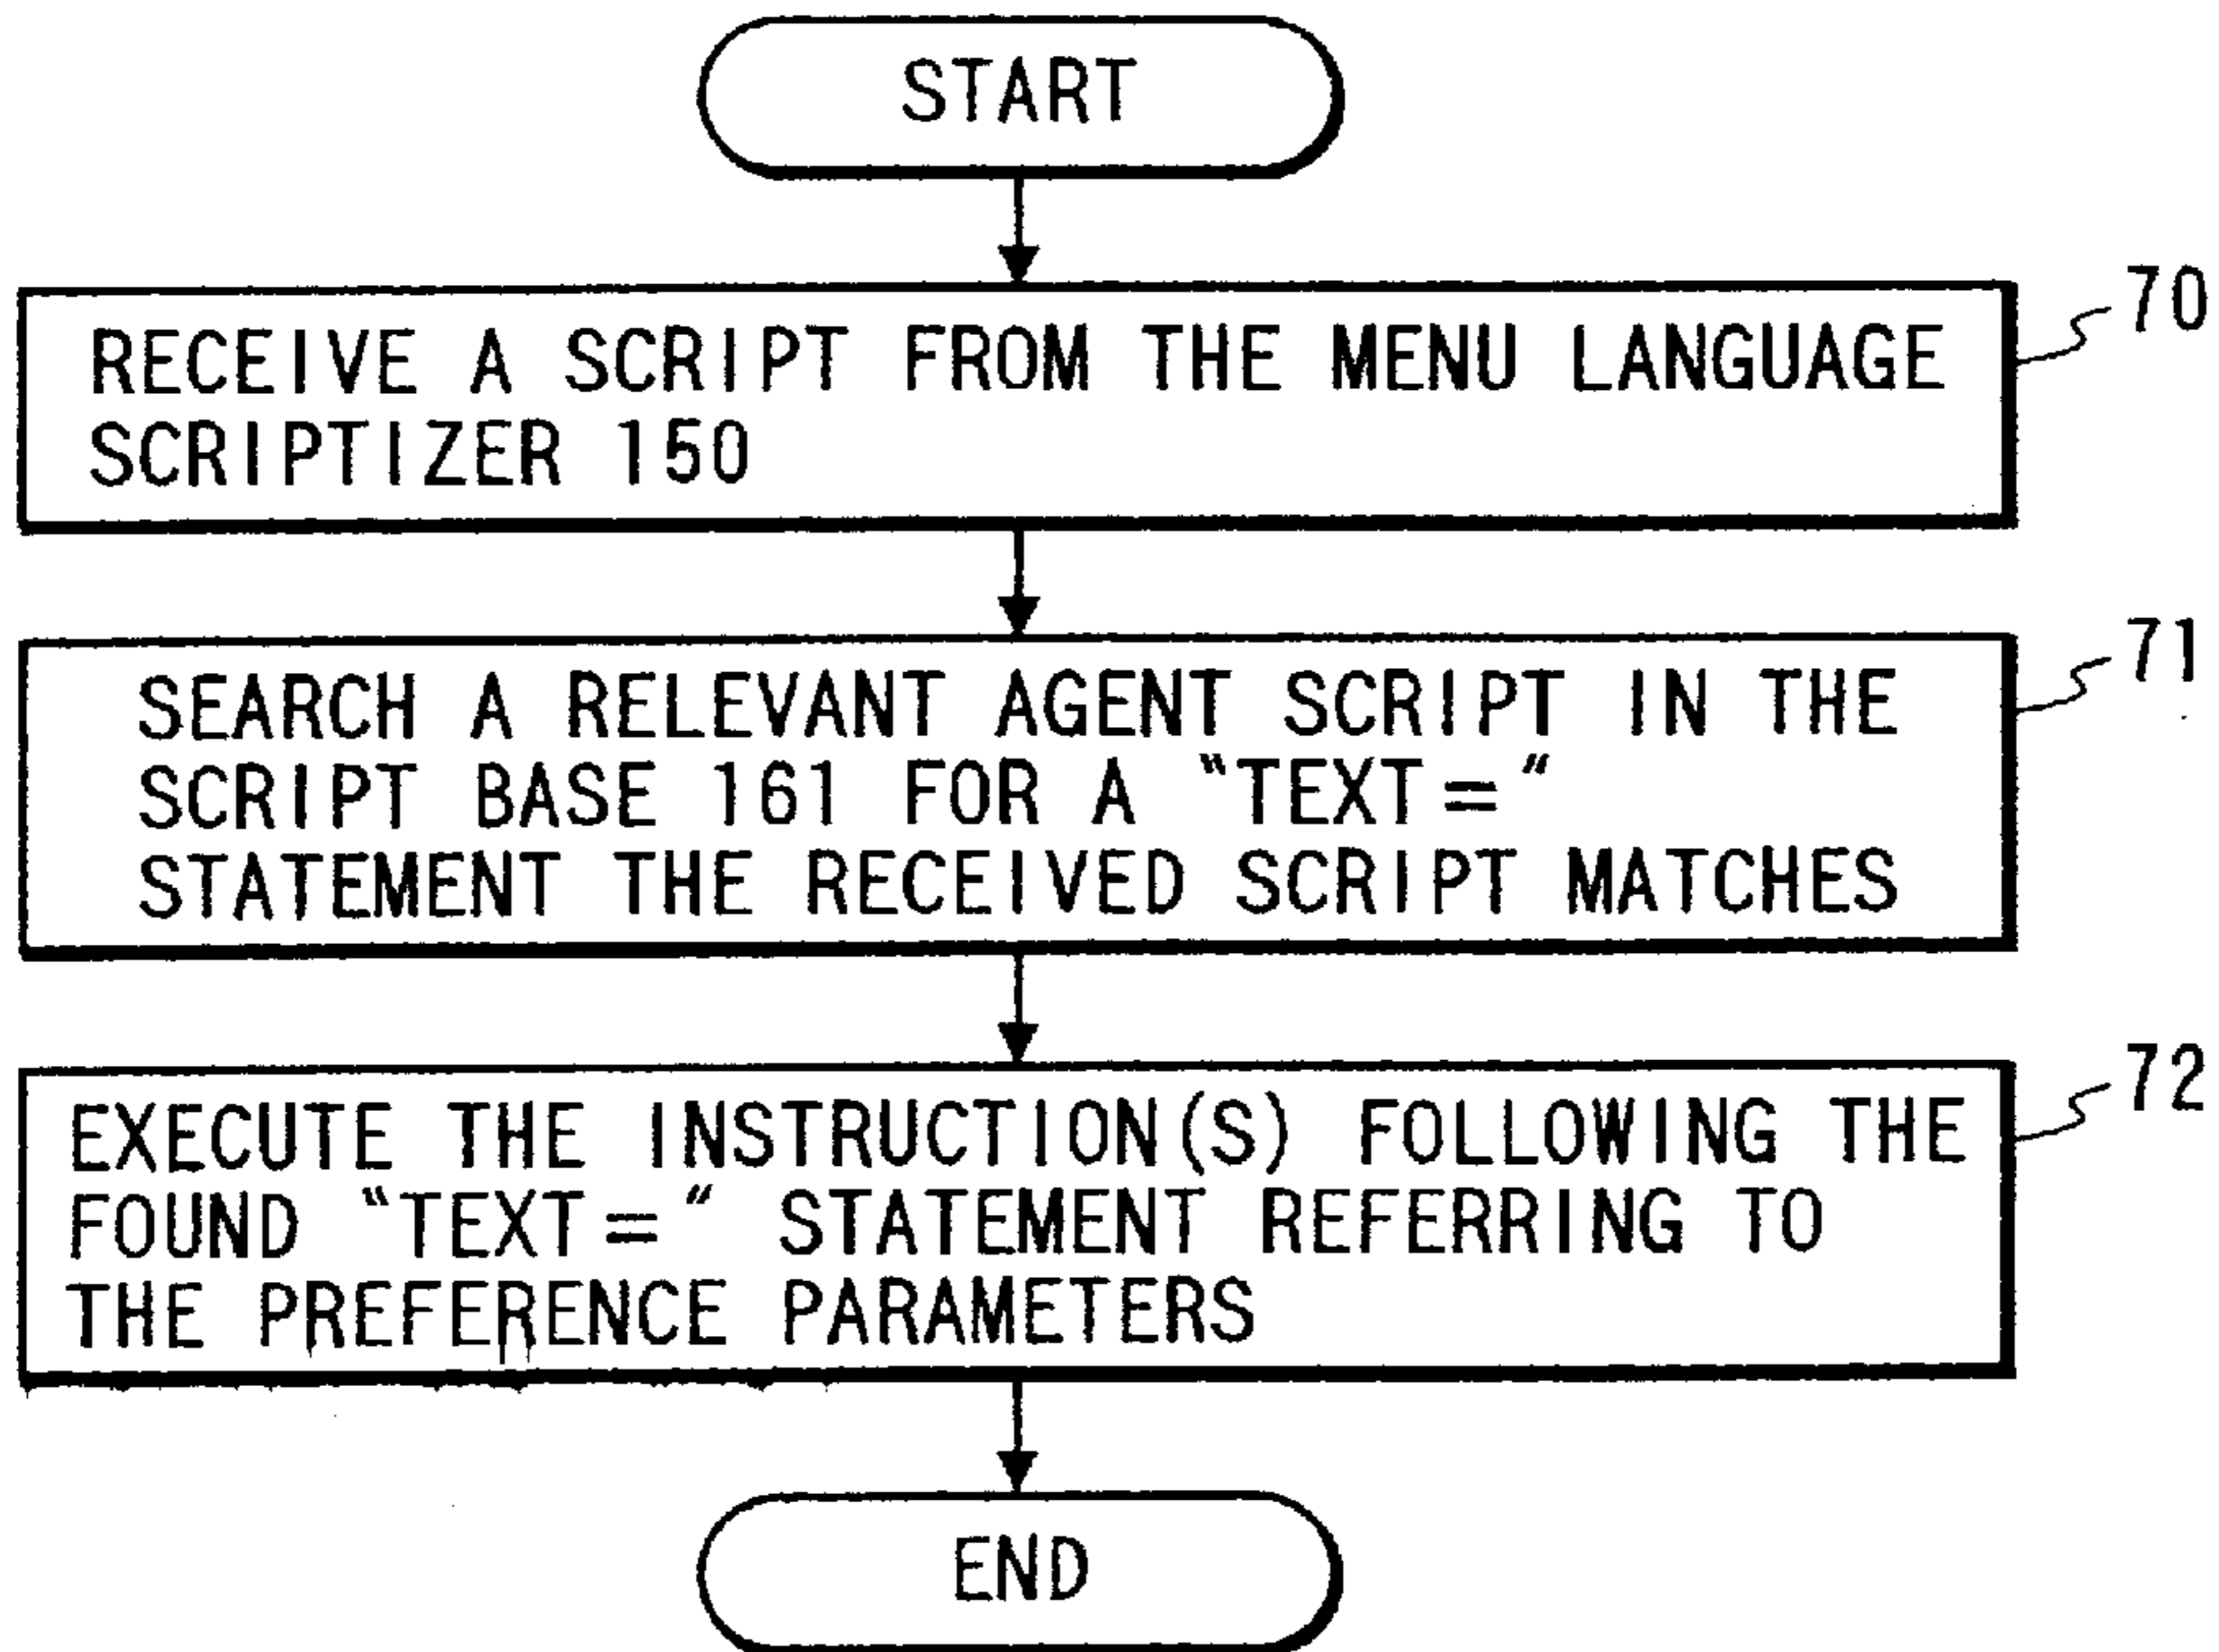 START
RECEIVE A SCRIPT FROM THE MENU LANGUAGE
SCRIPTIZER 150
70
SEARCH A RELEVANT AGENT SCRIPT IN THE
SCRIPT BASE 161 FOR A "TEXT="
STATEMENT THE RECEIVED SCRIPT MATCHES
71
EXECUTE THE INSTRUCTION(S) FOLLOWING THE
FOUND "TEXT=" STATEMENT REFERRING TO
THE PREFERENCE PARAMETERS
72
END